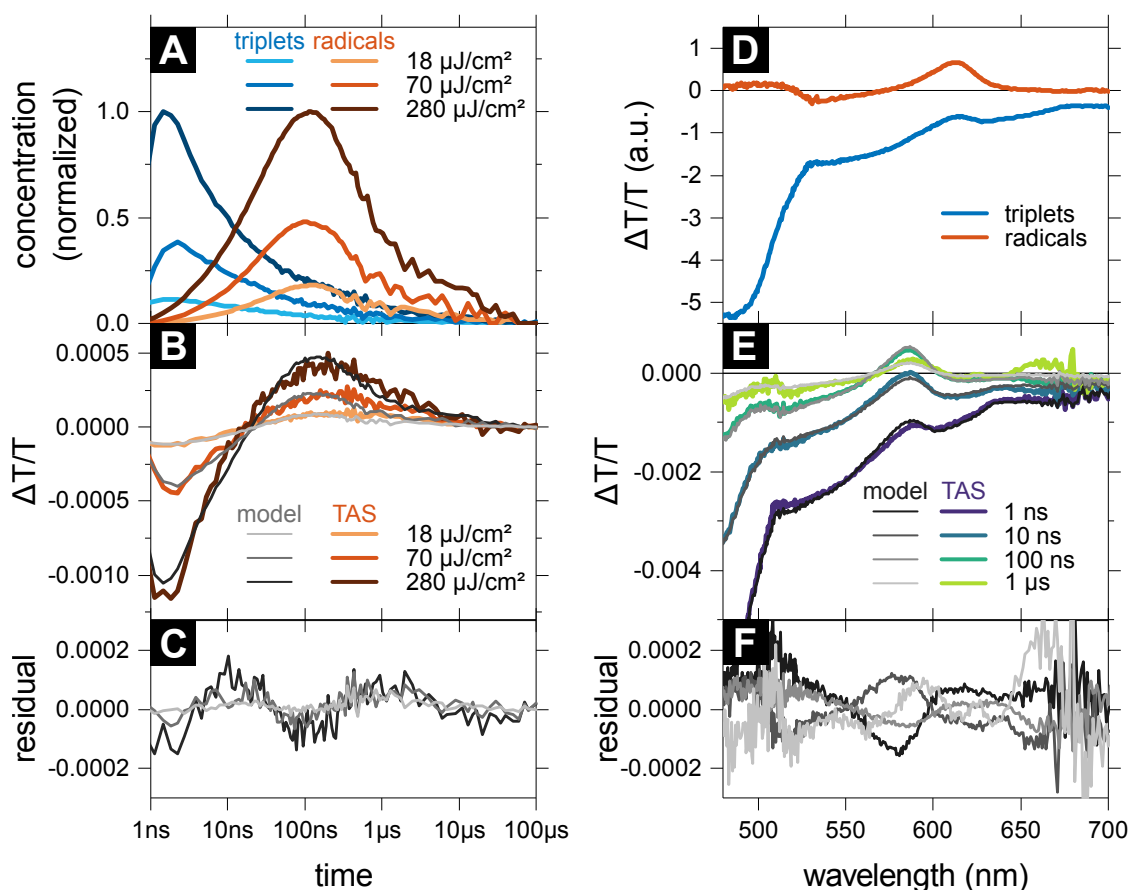 A
triplets radicals
18 µJ/cm²
70 µJ/cm²
280 µJ/cm²
1.0
0.5
0.0
concentration
(normalized)
B
0.0005
0.0000
-0.0005
-0.0010
ΔT/T
model TAS
18 µJ/cm²
70 µJ/cm²
280 µJ/cm²
C
0.0002
0.0000
-0.0002
residual
1ns 10ns 100ns 1µs 10µs 100µs
time
D
1
0
-1
-2
-3
-4
-5
ΔT/T (a.u.)
triplets
radicals
E
0.000
-0.002
-0.004
ΔT/T
model TAS
1 ns
10 ns
100 ns
1 µs
F
0.0002
0.0000
-0.0002
residual
500 550 600 650 700
wavelength (nm)